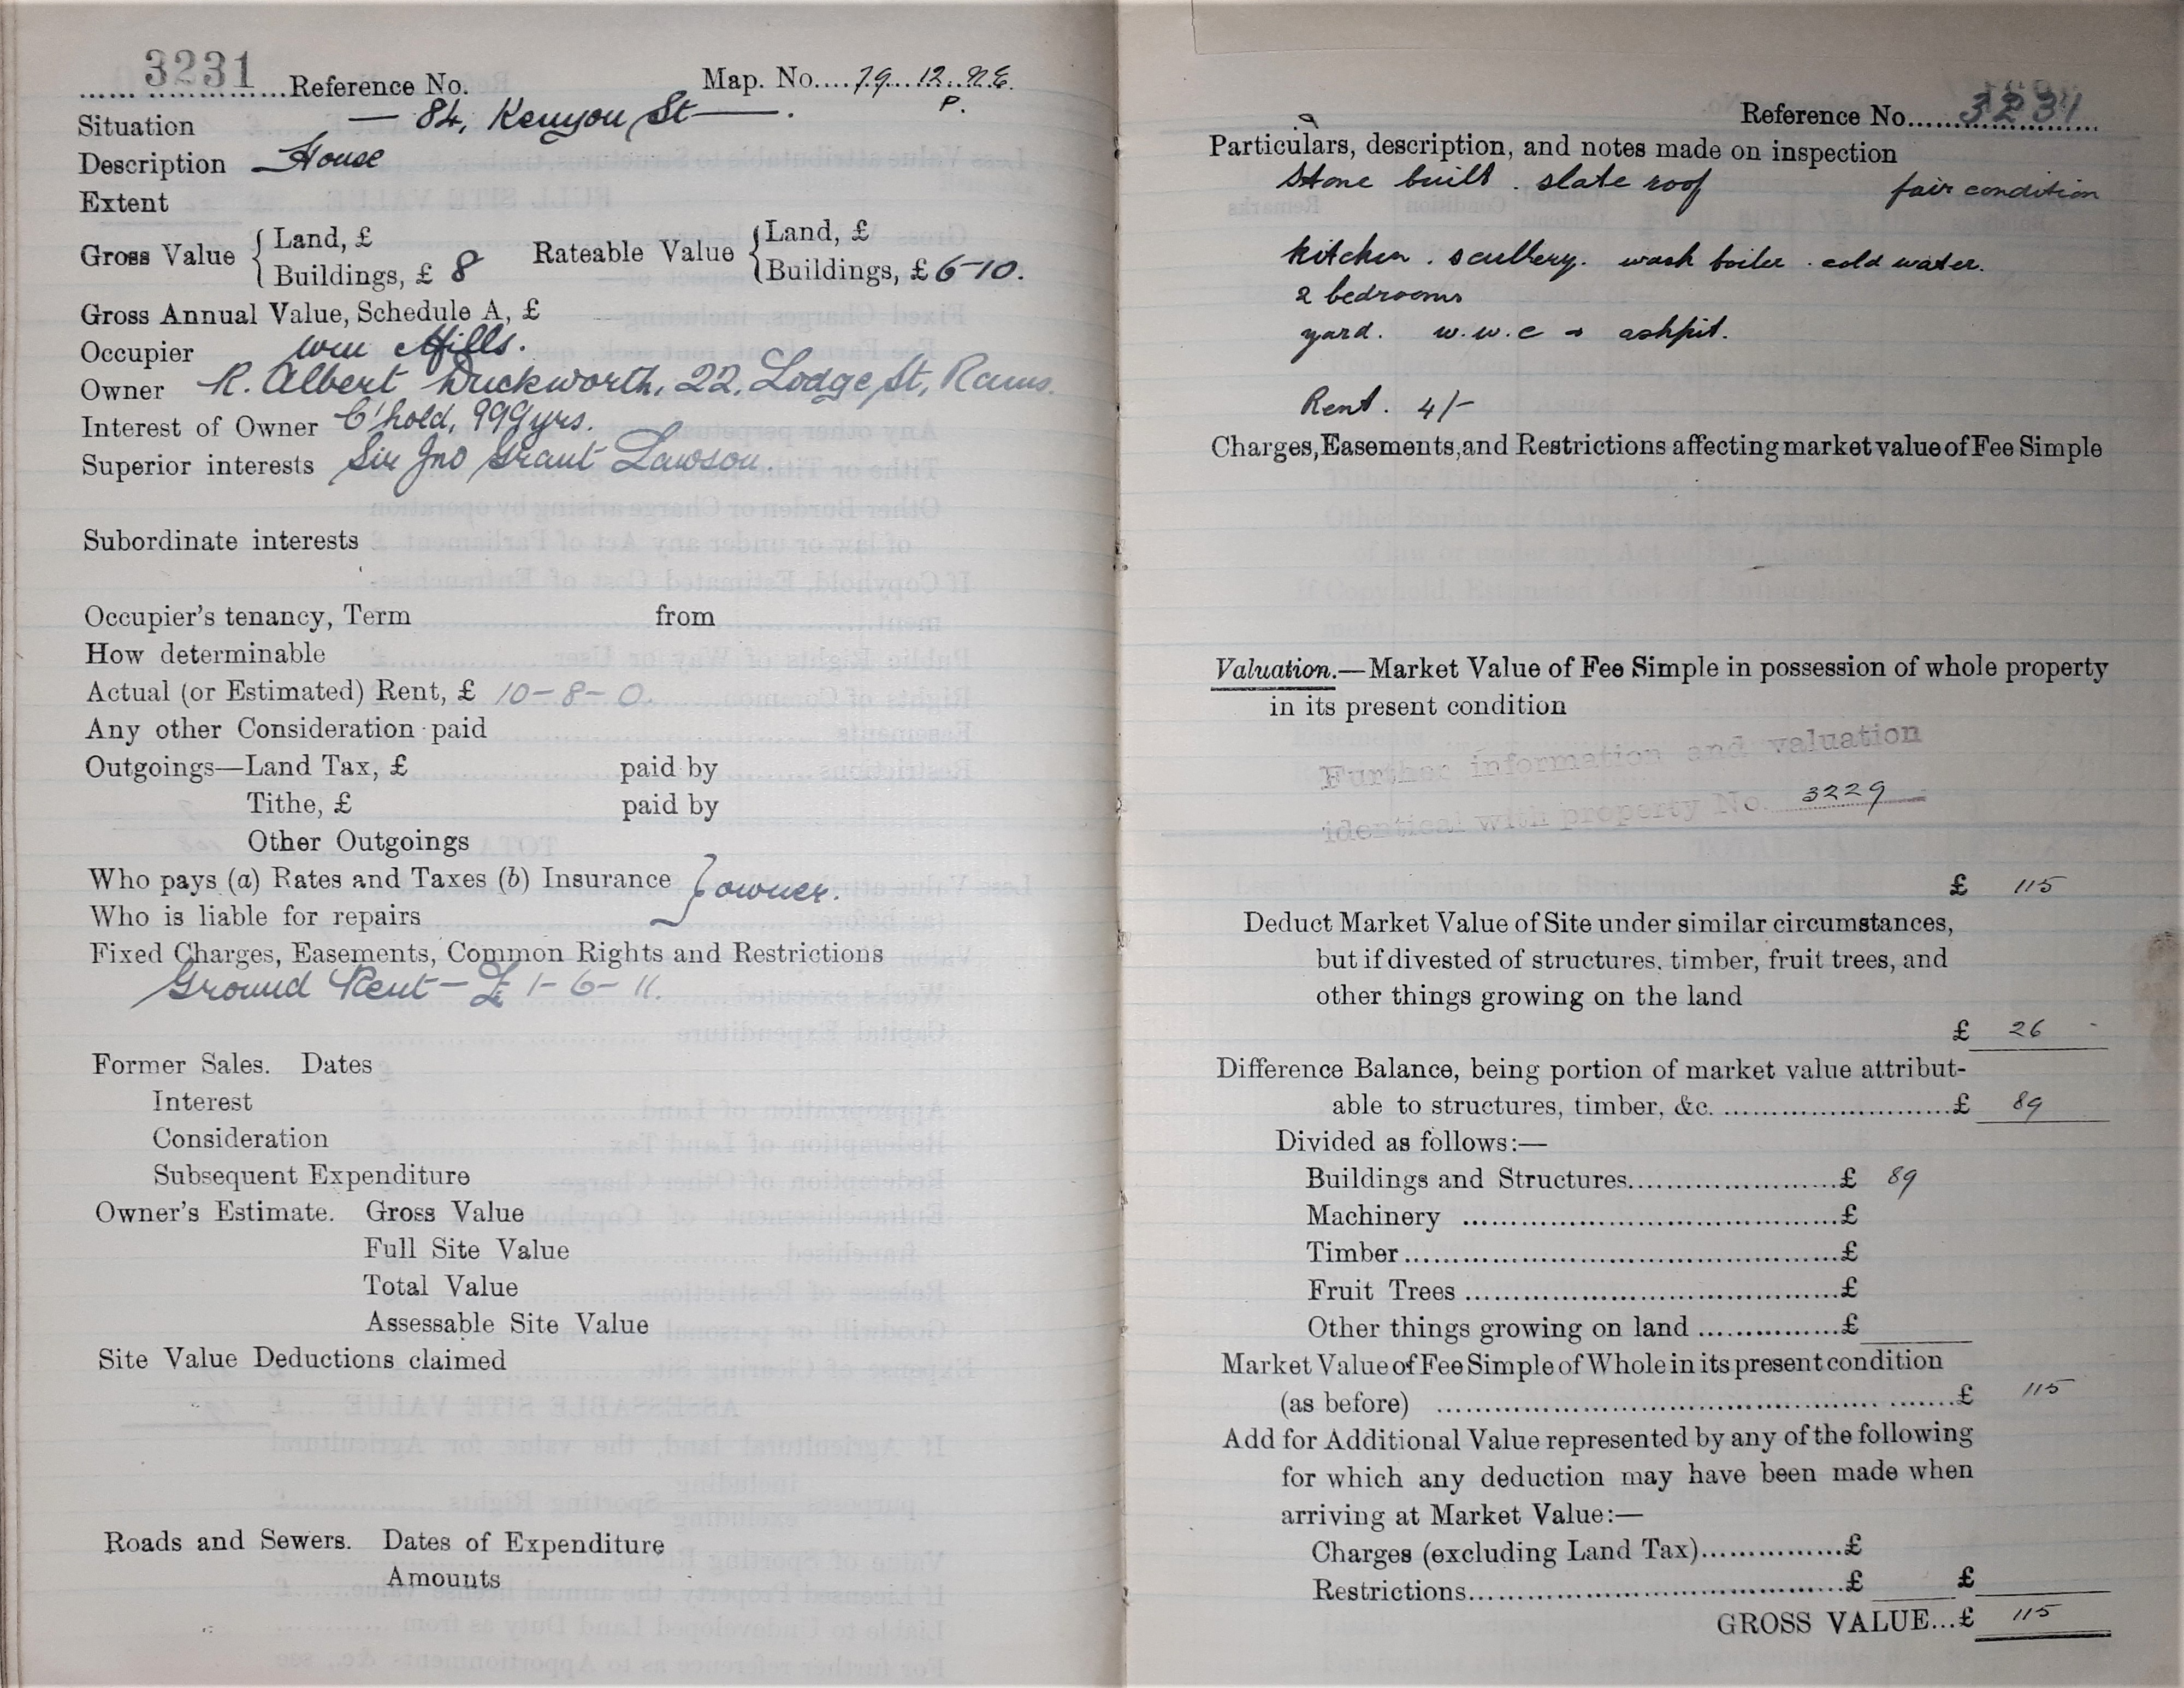 3231 Reference No. Map. No. 79. 12. N.E.
P.
Situation — 84, Kenyon St —.
Description House
Extent
Gross Value { Land, £ Rateable Value { Land, £
Buildings, £ 8 Buildings, £ 6-10.
Gross Annual Value, Schedule A, £
Occupier Wm Mills.
Owner R. Albert Duckworth, 22, Lodge St, Rams.
Interest of Owner C'hold, 999 yrs.
Superior interests Sir Jno Grant Lawson.
Subordinate interests
Occupier's tenancy, Term from
How determinable
Actual (or Estimated) Rent, £ 10-8-0.
Any other Consideration paid
Outgoings—Land Tax, £ paid by
Tithe, £ paid by
Other Outgoings
Who pays (a) Rates and Taxes (b) Insurance } owner.
Who is liable for repairs
Fixed Charges, Easements, Common Rights and Restrictions
Ground Rent - £1-6-11.
Former Sales. Dates
Interest
Consideration
Subsequent Expenditure
Owner's Estimate. Gross Value
Full Site Value
Total Value
Assessable Site Value
Site Value Deductions claimed
Roads and Sewers. Dates of Expenditure
Amounts
Reference No. 3231
Particulars, description, and notes made on inspection
Stone built. slate roof fair condition
kitchen. scullery. wash boiler. cold water.
2 bedrooms
yard. w.w.c & ashpit.
Rent. 4/-
Charges, Easements, and Restrictions affecting market value of Fee Simple
Valuation.—Market Value of Fee Simple in possession of whole property
in its present condition
Further information and valuation
identical with property No. 3229
£ 115
Deduct Market Value of Site under similar circumstances,
but if divested of structures, timber, fruit trees, and
other things growing on the land
£ 26
Difference Balance, being portion of market value attribut-
able to structures, timber, &c. £ 89
Divided as follows:—
Buildings and Structures £ 89
Machinery £
Timber £
Fruit Trees £
Other things growing on land £
Market Value of Fee Simple of Whole in its present condition
(as before) £ 115
Add for Additional Value represented by any of the following
for which any deduction may have been made when
arriving at Market Value:—
Charges (excluding Land Tax) £
Restrictions £ £
GROSS VALUE...£ 115